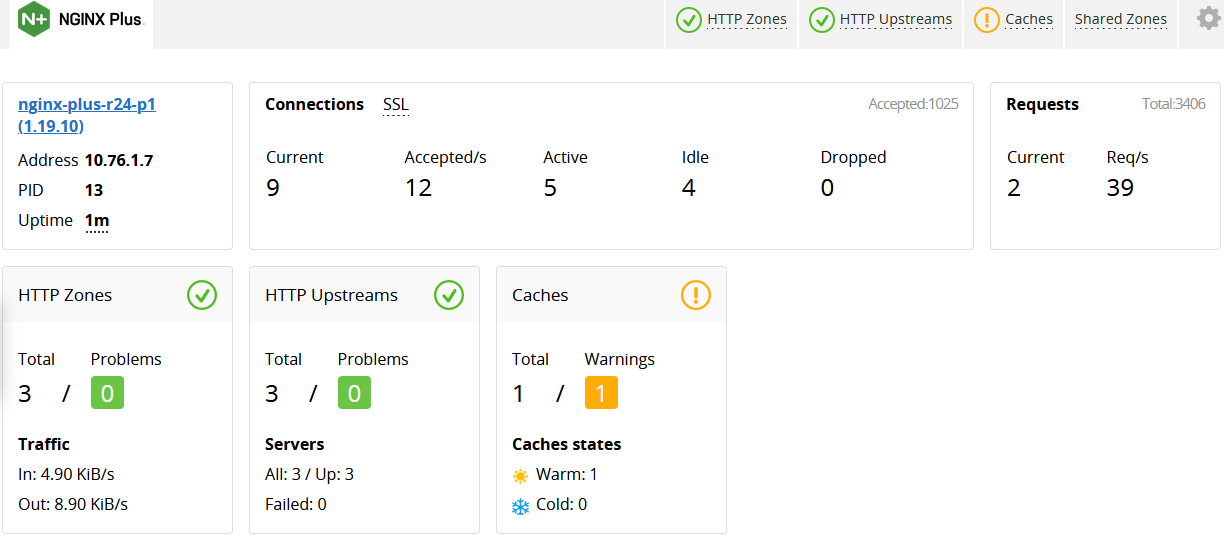 N+ NGINX Plus.
HTTP Zones
HTTP Upstreams
Caches
Shared Zones
nginx-plus-r24-p1
(1.19.10)
Address 10.76.1.7
PID 13
Uptime 1m
Connections SSL Accepted:1025
Current Accepted/s Active Idle Dropped
9 12 5 4 0
Requests Total:3406
Current Req/s
2 39
HTTP Zones
Total Problems
3 / 0
Traffic
In: 4.90 KiB/s
Out: 8.90 KiB/s
HTTP Upstreams
Total Problems
3 / 0
Servers
All: 3 / Up: 3
Failed: 0
Caches
Total Warnings
1 / 1
Caches states
Warm: 1
Cold: 0